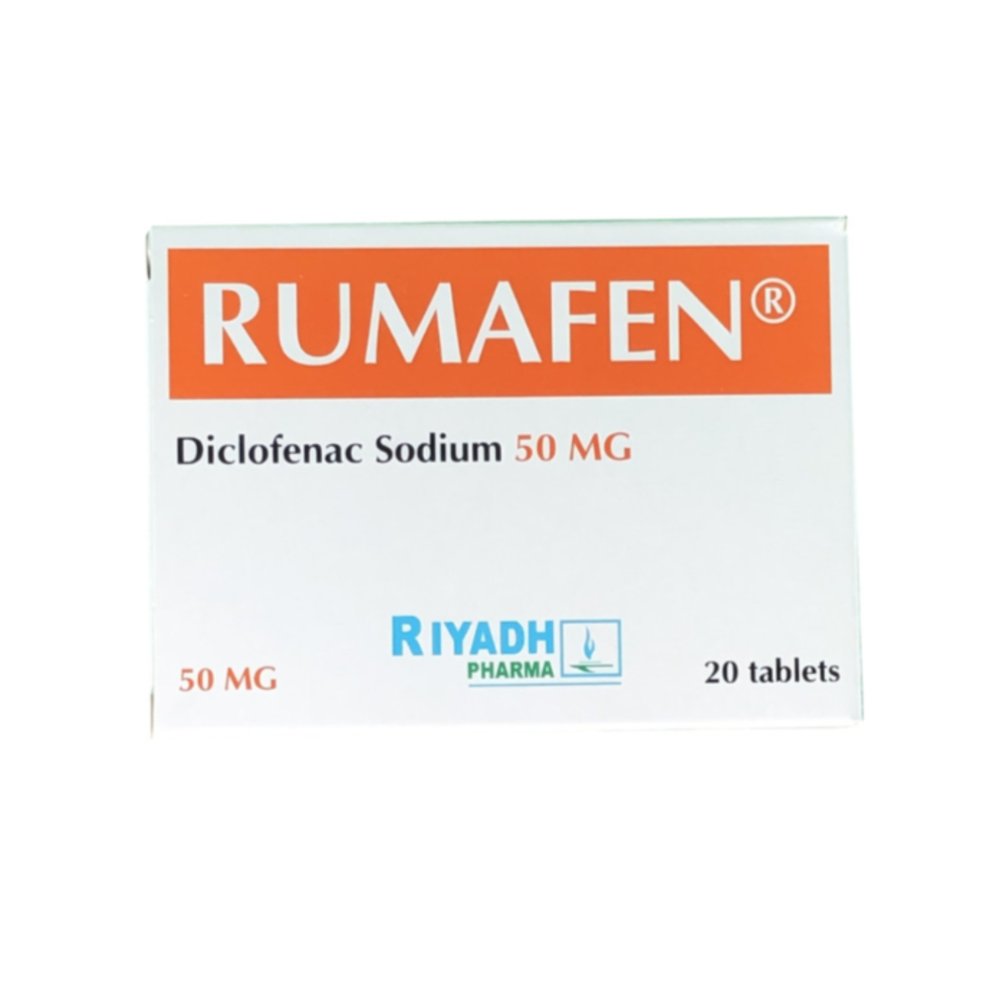 RUMAFEN®
Diclofenac Sodium 50 MG
RIYADH
PHARMA
50 MG
20 tablets